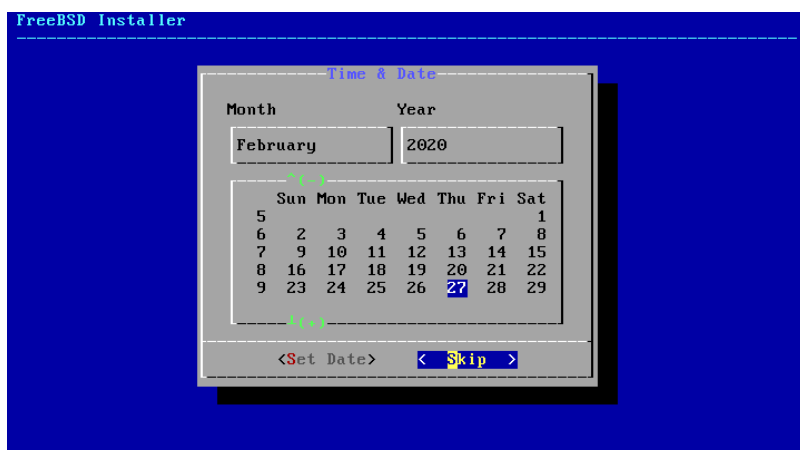 FreeBSD Installer
Time & Date
Month Year
February 2020
^(-)
Sun Mon Tue Wed Thu Fri Sat
5 1
6 2 3 4 5 6 7 8
7 9 10 11 12 13 14 15
8 16 17 18 19 20 21 22
9 23 24 25 26 27 28 29
┘(+)
<Set Date> < Skip >